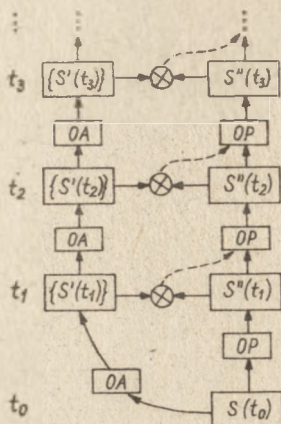 t₃ {S'(t₃)} S"(t₃)
OA OP
t₂ {S'(t₂)} S"(t₂)
OA OP
t₁ {S'(t₁)} S"(t₁)
OP
OA
t₀ S(t₀)